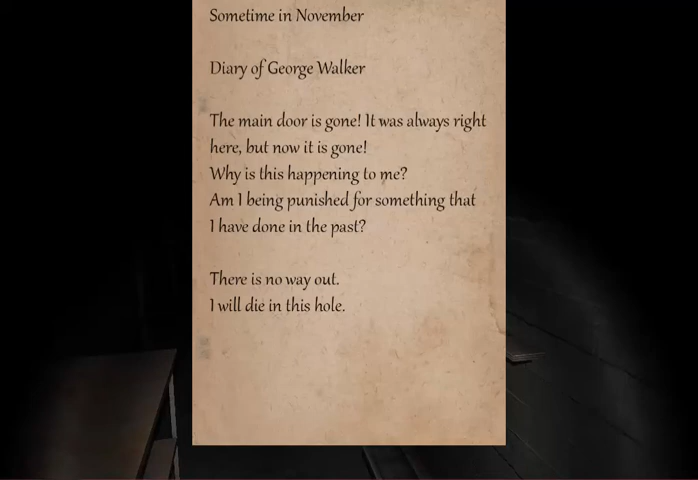 Sometime in November
Diary of George Walker
The main door is gone! It was always right
here, but now it is gone!
Why is this happening to me?
Am I being punished for something that
I have done in the past?
There is no way out.
I will die in this hole.